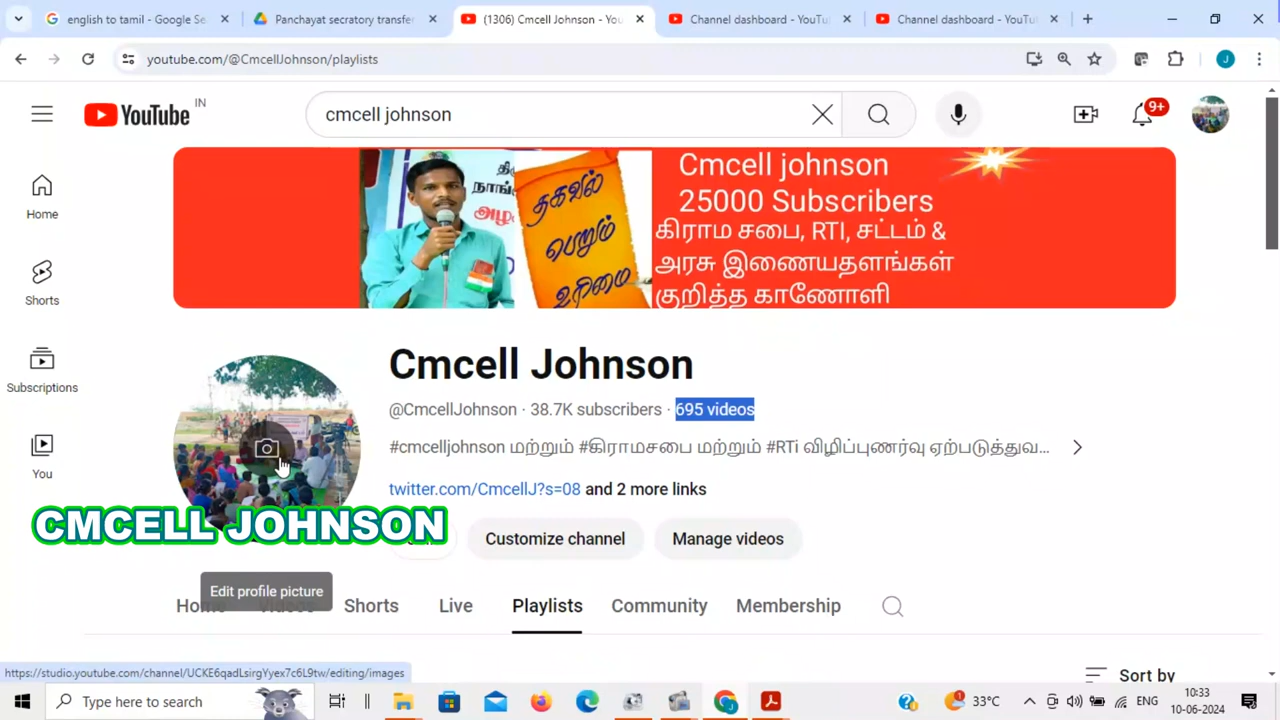 english to tamil - Google Se
Panchayat secratory transfer
(1306) Cmcell Johnson - You
Channel dashboard - YouTu
Channel dashboard - YouTu
youtube.com/@CmcellJohnson/playlists
J
YouTube IN
cmcell johnson
9+
Cmcell johnson
25000 Subscribers
கிராம சபை, RTI, சட்டம் &
அரசு இணையதளங்கள்
குறித்த காணோளி
தகவல்
பெறும்
உரிமை
Home
Shorts
Subscriptions
You
Cmcell Johnson
@CmcellJohnson · 38.7K subscribers · 695 videos
#cmcelljohnson மற்றும் #கிராமசபை மற்றும் #RTi விழிப்புணர்வு ஏற்படுத்துவ...
twitter.com/CmcellJ?s=08 and 2 more links
CMCELL JOHNSON
Customize channel
Manage videos
Edit profile picture
Home Videos Shorts Live Playlists Community Membership
https://studio.youtube.com/channel/UCKE6qadLsirgYyex7c6L9tw/editing/images
Sort by
Type here to search
33°C
ENG
10:33
10-06-2024